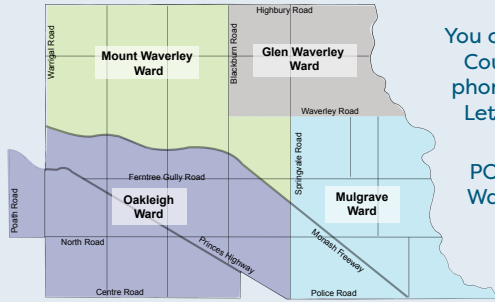 Highbury Road
Warrigal Road
Mount Waverley
Ward
Blackburn Road
Glen Waverley
Ward
Waverley Road
Springvale Road
Ferntree Gully Road
Oakleigh
Ward
Mulgrave
Ward
Poath Road
North Road
Princes Highway
Monash Freeway
Centre Road
Police Road
You c
Cou
phon
Let
PO
Wa